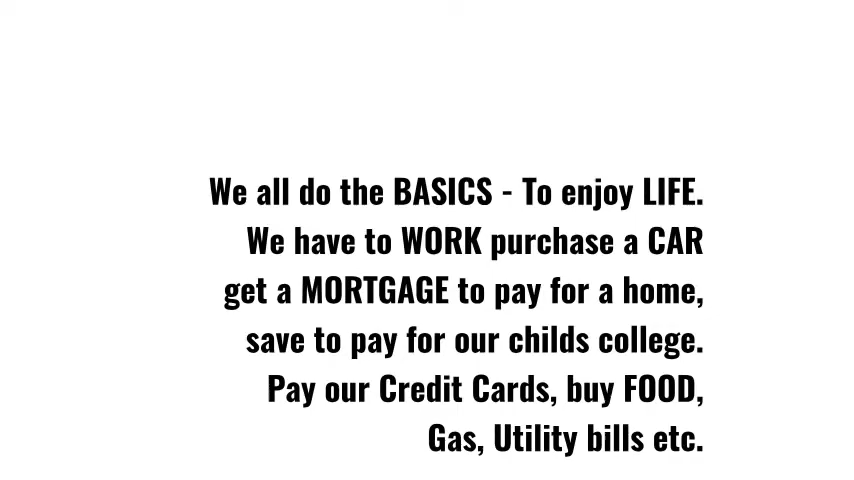 We all do the BASICS - To enjoy LIFE.
We have to WORK purchase a CAR
get a MORTGAGE to pay for a home,
save to pay for our childs college.
Pay our Credit Cards, buy FOOD,
Gas, Utility bills etc.